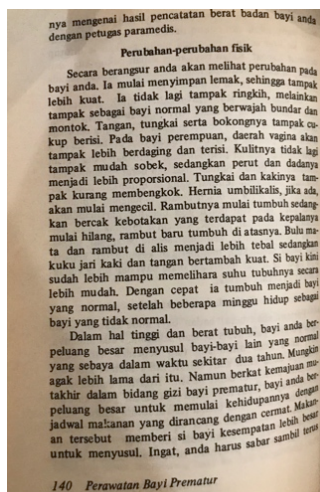 nya mengenai hasil pencatatan berat badan bayi anda
dengan petugas paramedis.
Perubahan-perubahan fisik
Secara berangsur anda akan melihat perubahan pada
bayi anda. Ia mulai menyimpan lemak, sehingga tampak
lebih kuat. Ia tidak lagi tampak ringkih, melainkan
tampak sebagai bayi normal yang berwajah bundar dan
montok. Tangan, tungkai serta bokongnya tampak cu-
kup berisi. Pada bayi perempuan, daerah vagina akan
tampak lebih berdaging dan terisi. Kulitnya tidak lagi
tampak mudah sobek, sedangkan perut dan dadanya
menjadi lebih proporsional. Tungkai dan kakinya tam-
pak kurang membengkok. Hernia umbilikalis, jika ada,
akan mulai mengecil. Rambutnya mulai tumbuh sedang-
kan bercak kebotakan yang terdapat pada kepalanya
mulai hilang, rambut baru tumbuh di atasnya. Bulu ma-
ta dan rambut di alis menjadi lebih tebal sedangkan
kuku jari kaki dan tangan bertambah kuat. Si bayi kini
sudah lebih mampu memelihara suhu tubuhnya secara
lebih mudah. Dengan cepat ia tumbuh menjadi bayi
yang normal, setelah beberapa minggu hidup sebagai
bayi yang tidak normal.
Dalam hal tinggi dan berat tubuh, bayi anda ber-
peluang besar menyusul bayi-bayi lain yang normal
yang sebaya dalam waktu sekitar dua tahun. Mungkin
agak lebih lama dari itu. Namun berkat kemajuan mu-
takhir dalam bidang gizi bayi prematur, bayi anda ber-
peluang besar untuk memulai kehidupannya dengan
jadwal makanan yang dirancang dengan cermat. Makan-
an tersebut memberi si bayi kesempatan lebih besar
untuk menyusul. Ingat, anda harus sabar sambil terus
140 Perawatan Bayi Prematur